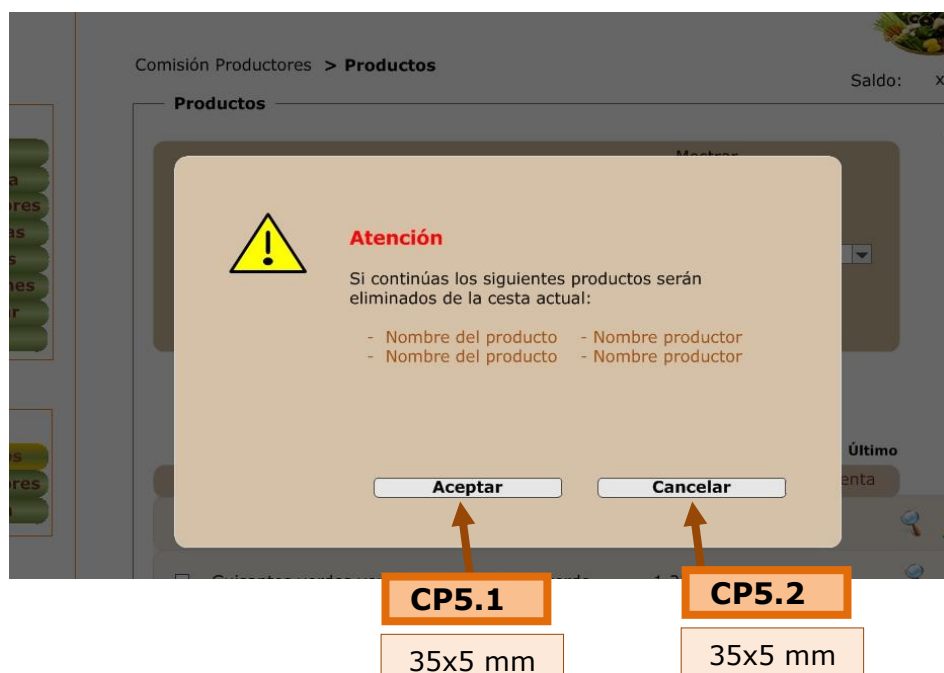 Comisión Productores > Productos
Saldo: x
Productos
Atención
Si continúas los siguientes productos serán
eliminados de la cesta actual:
- Nombre del producto - Nombre productor
- Nombre del producto - Nombre productor
Último
enta
Aceptar
Cancelar
CP5.1
CP5.2
35x5 mm
35x5 mm